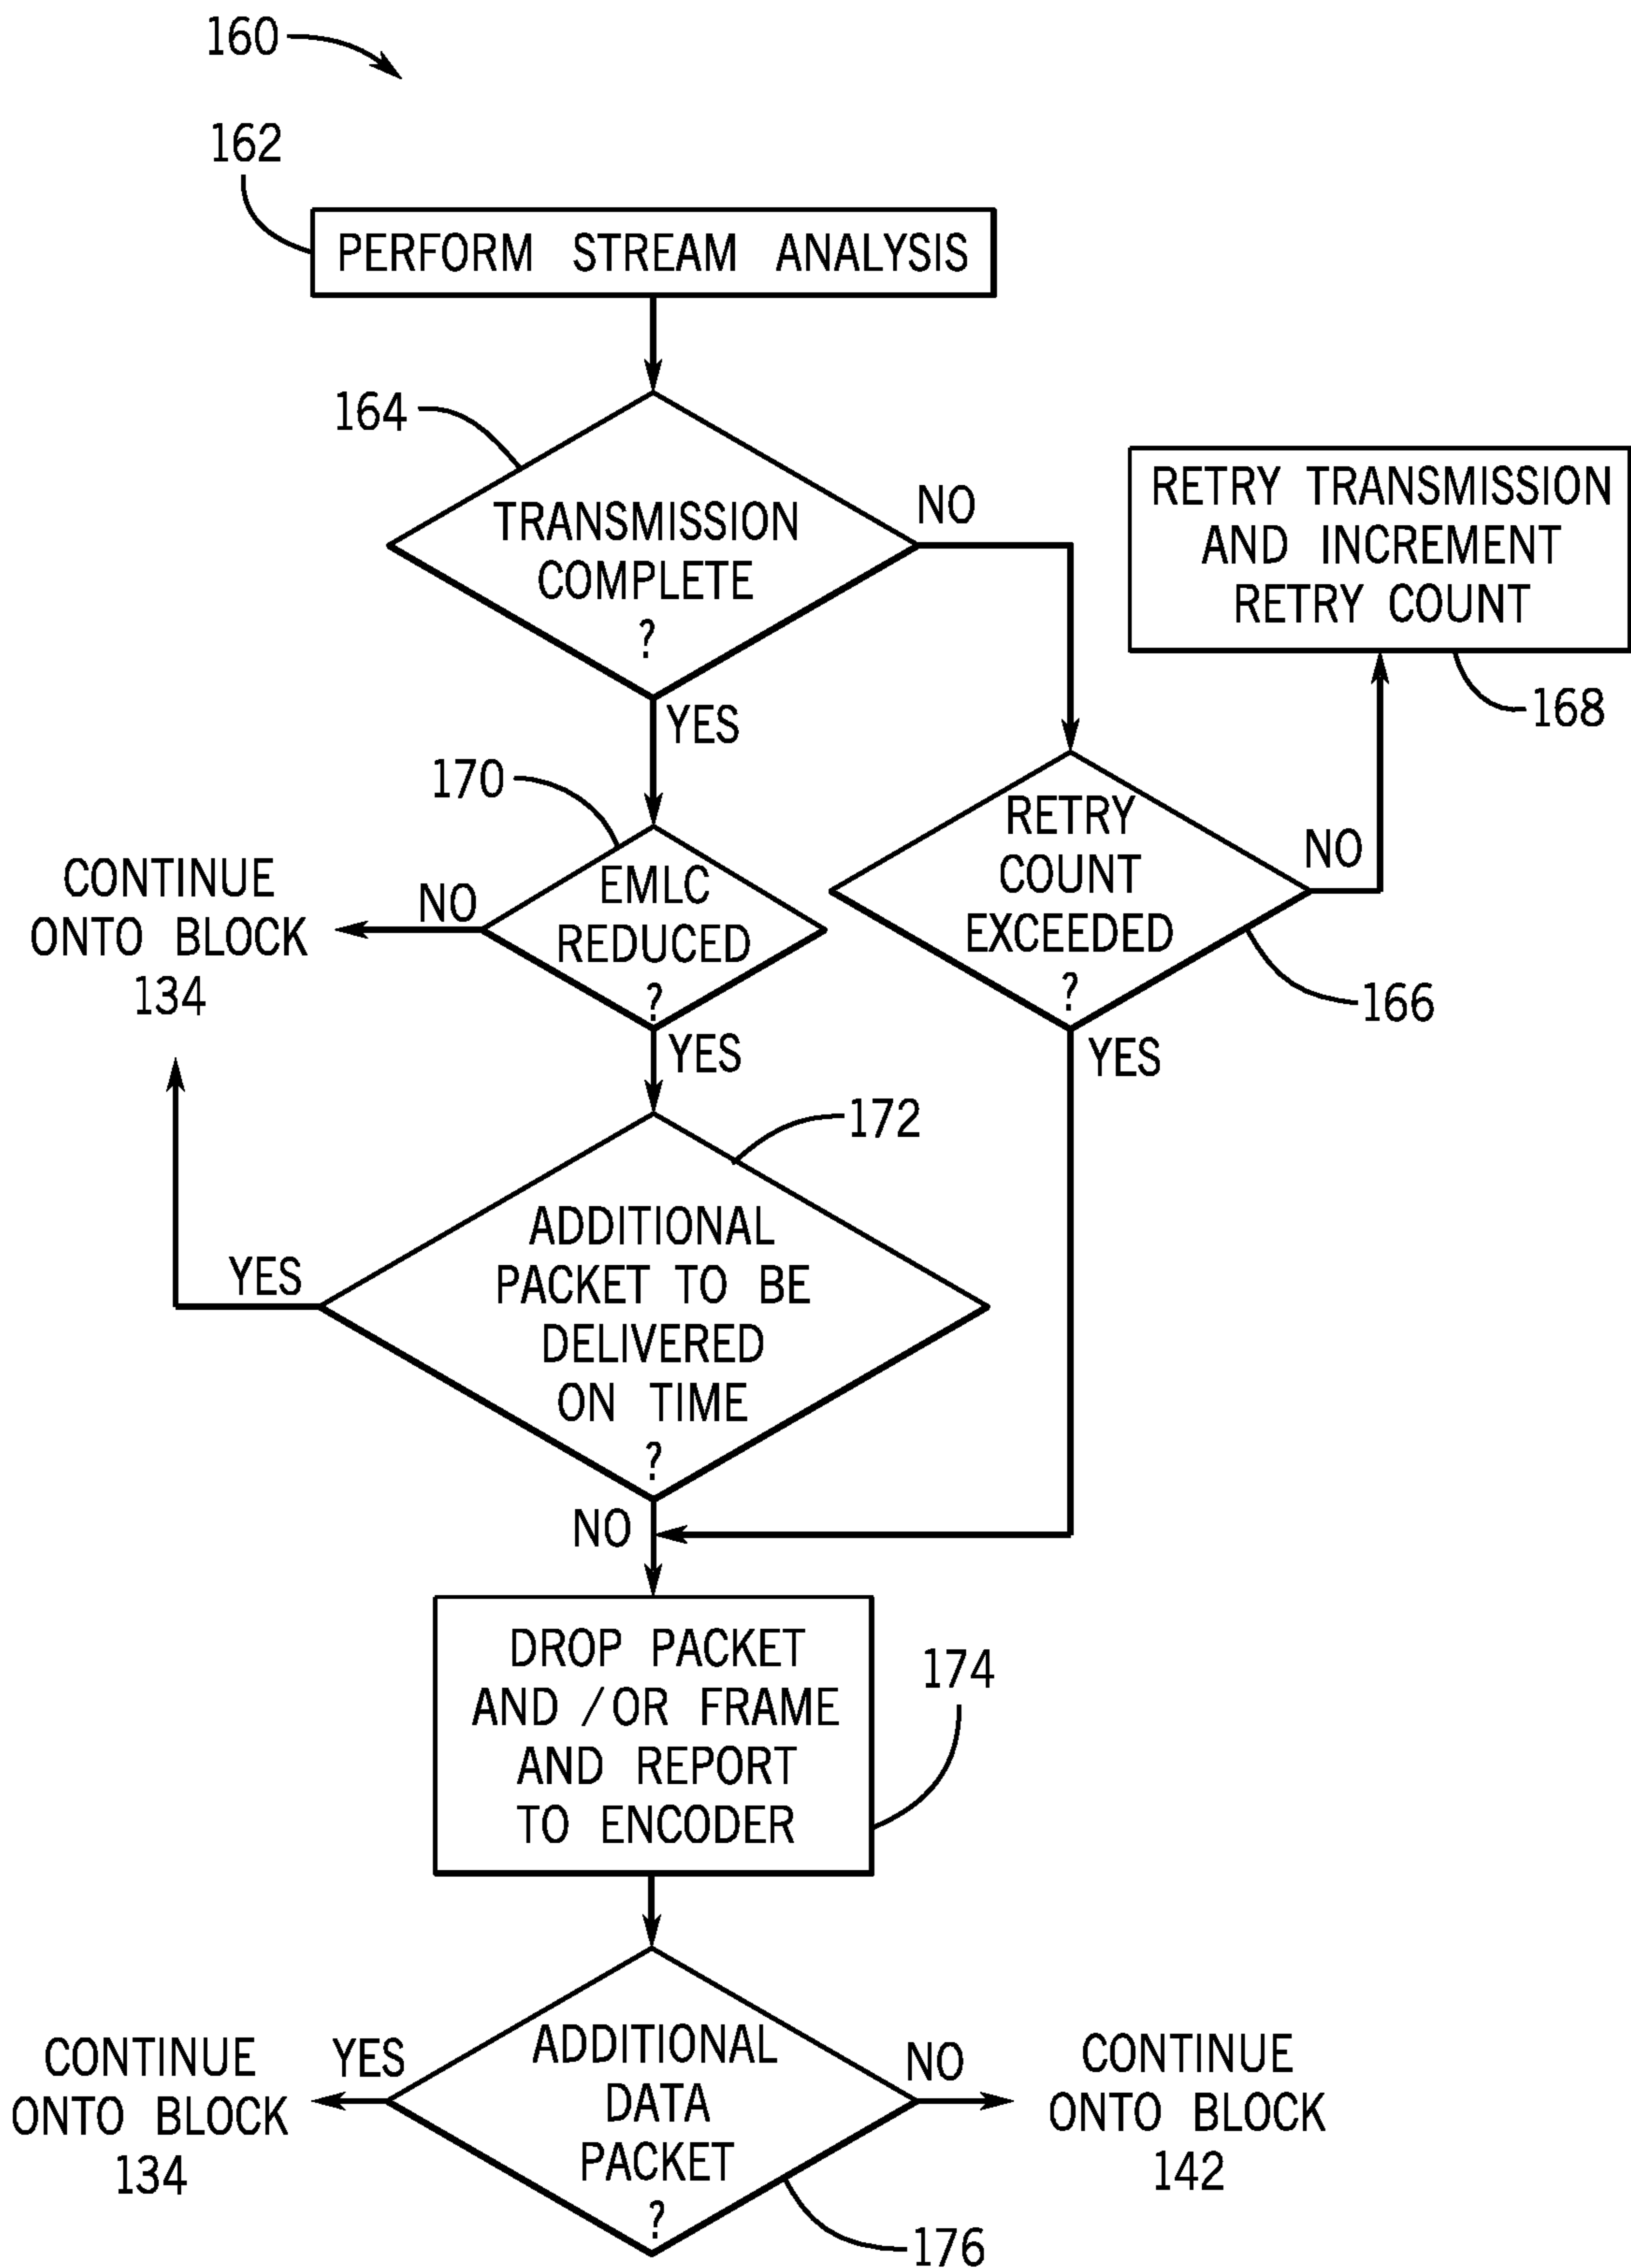 160
162
PERFORM STREAM ANALYSIS
164
TRANSMISSION
COMPLETE
?
NO
YES
RETRY TRANSMISSION
AND INCREMENT
RETRY COUNT
168
170
EMLC
REDUCED
?
NO
YES
CONTINUE
ONTO BLOCK
134
RETRY
COUNT
EXCEEDED
?
NO
166
YES
172
ADDITIONAL
PACKET TO BE
DELIVERED
ON TIME
?
YES
NO
DROP PACKET
AND /OR FRAME
AND REPORT
TO ENCODER
174
ADDITIONAL
DATA
PACKET
?
YES
CONTINUE
ONTO BLOCK
134
NO
CONTINUE
ONTO BLOCK
142
176